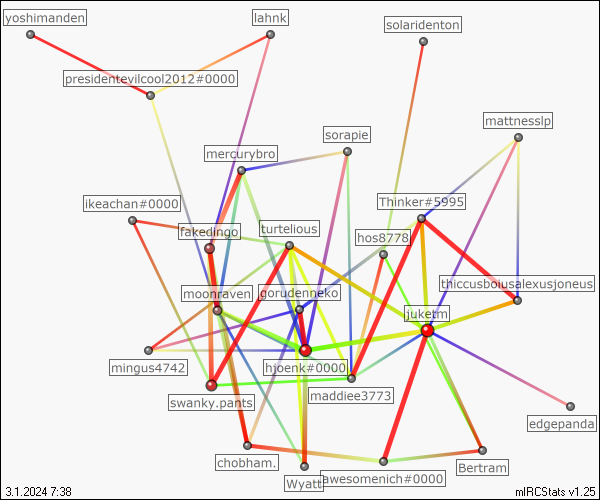 yoshimanden
lahnk
solaridenton
presidentevilcool2012#0000
mattnesslp
sorapie
mercurybro
ikeachan#0000
Thinker#5995
fakedingo
turtelious
hos8778
thiccusboiusalexusjoneus
moonraven
gorudenneko
juketm
mingus4742
hjoenk#0000
swanky.pants
maddiee3773
edgepanda
chobham.
Wyatt
awesomenich#0000
Bertram
3.1.2024 7:38
mIRCStats v1.25